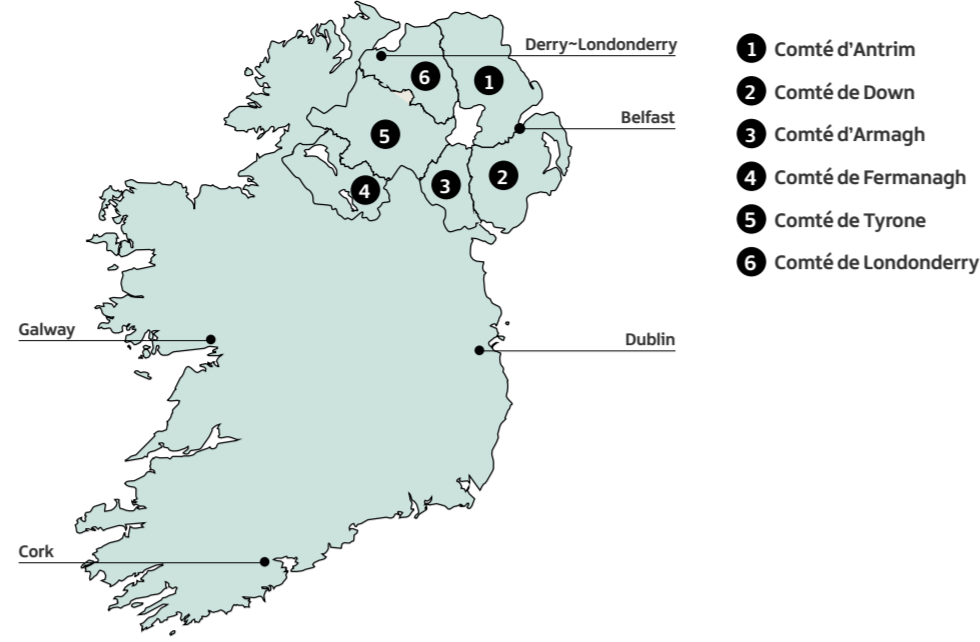 Derry~Londonderry
Belfast
Galway
Dublin
Cork
6
1
5
4
3
2
1 Comté d’Antrim
2 Comté de Down
3 Comté d’Armagh
4 Comté de Fermanagh
5 Comté de Tyrone
6 Comté de Londonderry